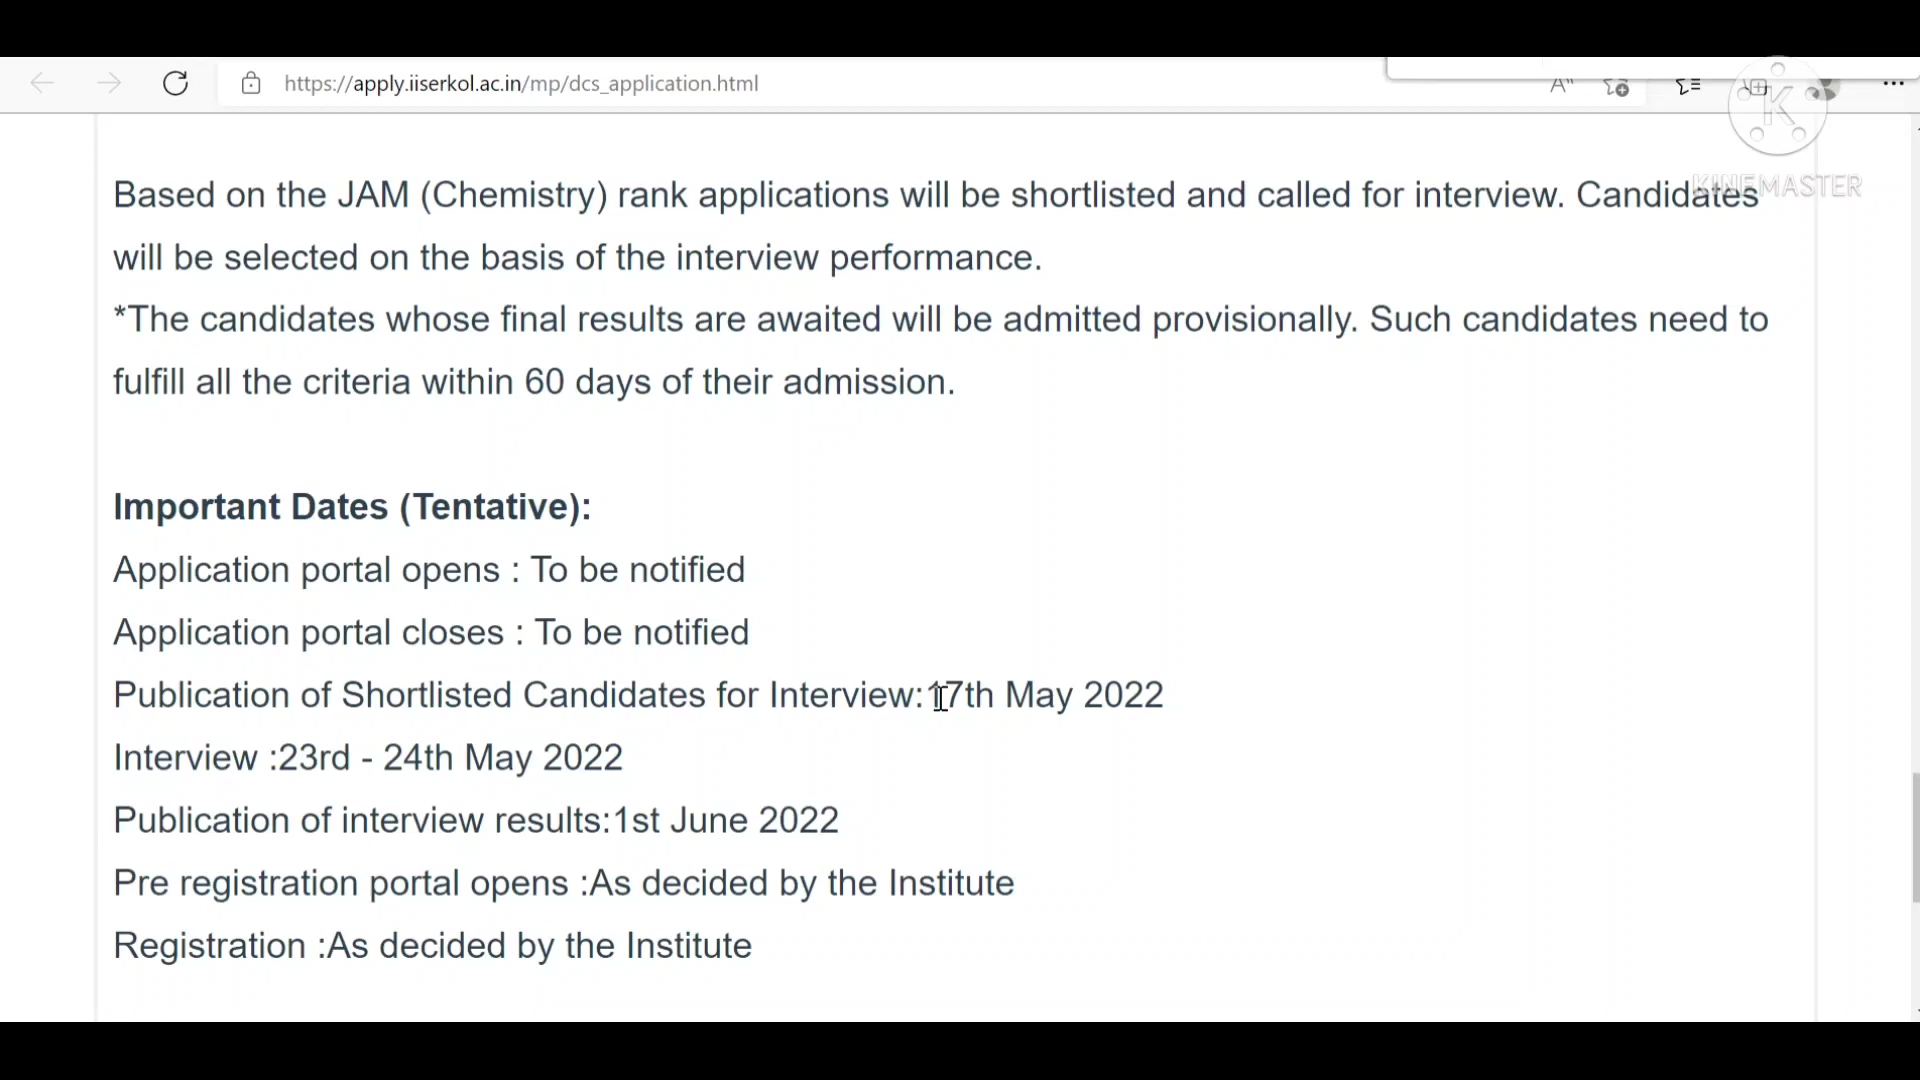 https://apply.iiserkol.ac.in/mp/dcs_application.html
K
KINEMASTER
Based on the JAM (Chemistry) rank applications will be shortlisted and called for interview. Candidates
will be selected on the basis of the interview performance.
*The candidates whose final results are awaited will be admitted provisionally. Such candidates need to
fulfill all the criteria within 60 days of their admission.
Important Dates (Tentative):
Application portal opens : To be notified
Application portal closes : To be notified
Publication of Shortlisted Candidates for Interview:17th May 2022
Interview :23rd - 24th May 2022
Publication of interview results:1st June 2022
Pre registration portal opens :As decided by the Institute
Registration :As decided by the Institute